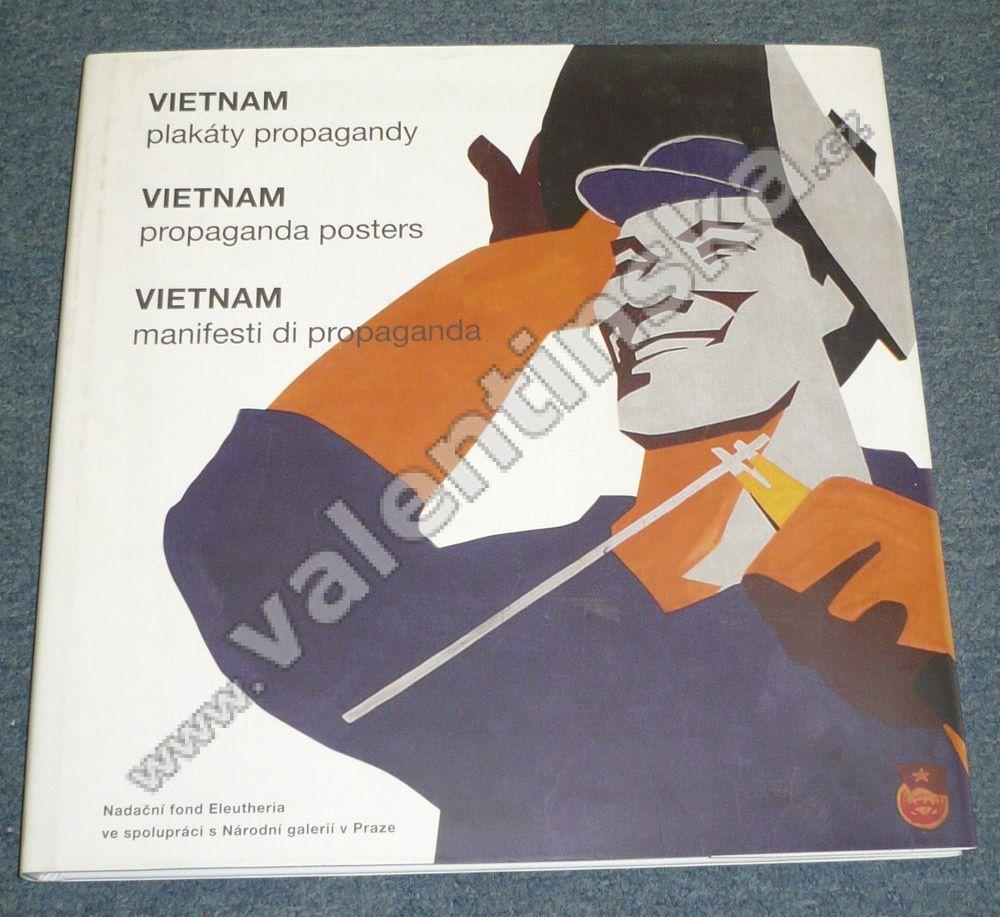 VIETNAM
plakáty propagandy
VIETNAM
propaganda posters
VIETNAM
manifesti di propaganda
Nadační fond Eleutheria
ve spolupráci s Národní galerií v Praze
www.valentinska.cz